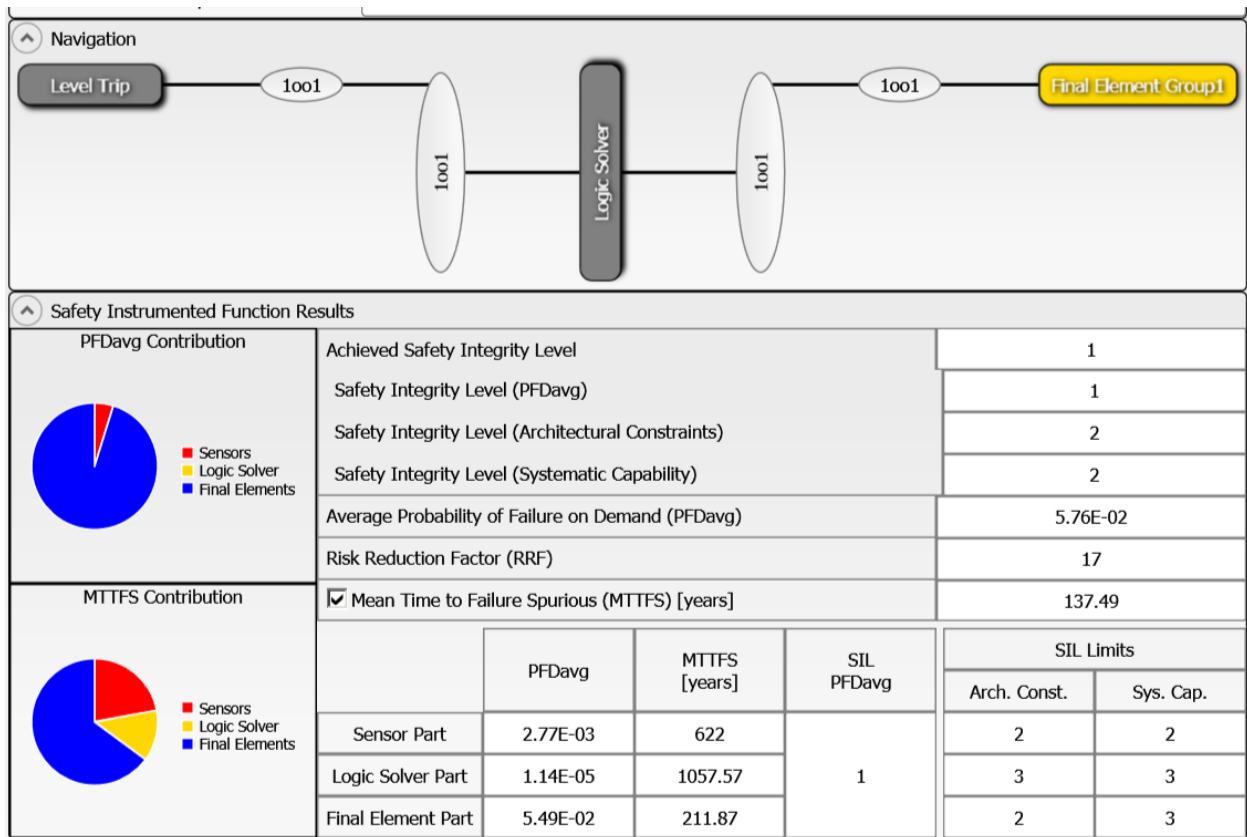 Navigation
Level Trip
1oo1
1oo1
Logic Solver
1oo1
1oo1
Final Element Group1
Safety Instrumented Function Results
PFDavg Contribution
Sensors
Logic Solver
Final Elements
Achieved Safety Integrity Level 1
Safety Integrity Level (PFDavg) 1
Safety Integrity Level (Architectural Constraints) 2
Safety Integrity Level (Systematic Capability) 2
Average Probability of Failure on Demand (PFDavg) 5.76E-02
Risk Reduction Factor (RRF) 17
MTTFS Contribution
Sensors
Logic Solver
Final Elements
Mean Time to Failure Spurious (MTTFS) [years] 137.49
PFDavg MTTFS [years] SIL PFDavg SIL Limits
Arch. Const. Sys. Cap.
Sensor Part 2.77E-03 622 2 2
Logic Solver Part 1.14E-05 1057.57 1 3 3
Final Element Part 5.49E-02 211.87 2 3